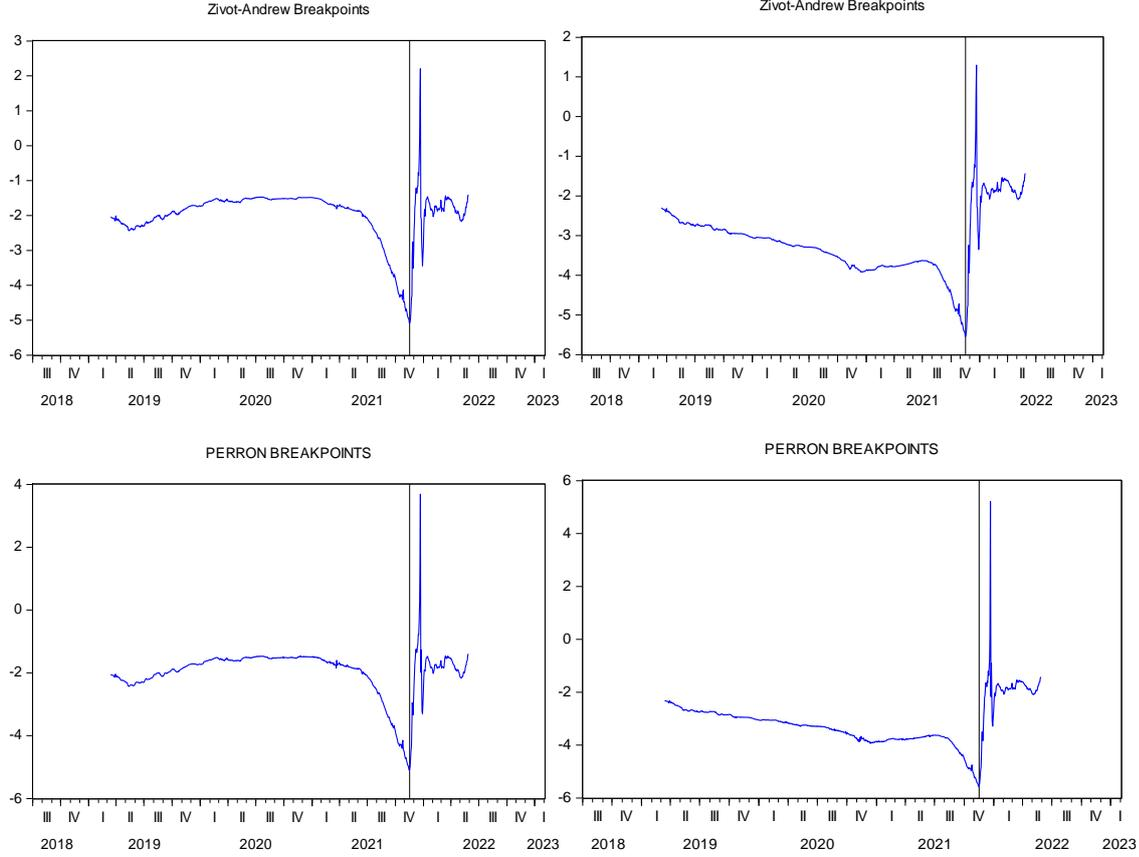 Zivot-Andrew Breakpoints
3
2
1
0
-1
-2
-3
-4
-5
-6
III IV I II III IV I II III IV I II III IV I II III IV I
2018 2019 2020 2021 2022 2023
Zivot-Andrew Breakpoints
2
1
0
-1
-2
-3
-4
-5
-6
III IV I II III IV I II III IV I II III IV I II III IV I
2018 2019 2020 2021 2022 2023
PERRON BREAKPOINTS
4
2
0
-2
-4
-6
III IV I II III IV I II III IV I II III IV I II III IV I
2018 2019 2020 2021 2022 2023
PERRON BREAKPOINTS
6
4
2
0
-2
-4
-6
III IV I II III IV I II III IV I II III IV I II III IV I
2018 2019 2020 2021 2022 2023